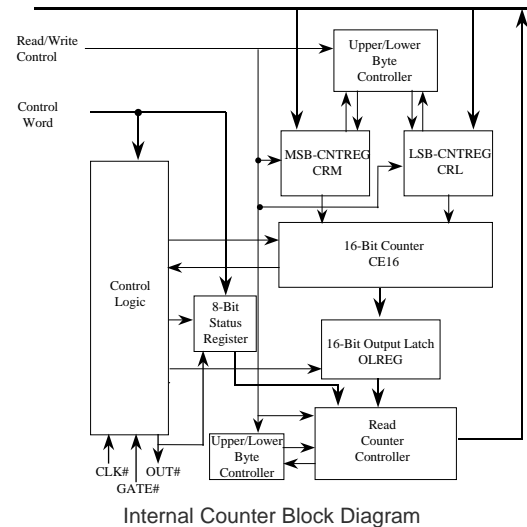 Read/Write
Control
Upper/Lower
Byte
Controller
Control
Word
MSB-CNTREG
CRM
LSB-CNTREG
CRL
16-Bit Counter
CE16
Control
Logic
8-Bit
Status
Register
16-Bit Output Latch
OLREG
Read
Counter
Controller
Upper/Lower
Byte
Controller
CLK#
OUT#
GATE#
Internal Counter Block Diagram